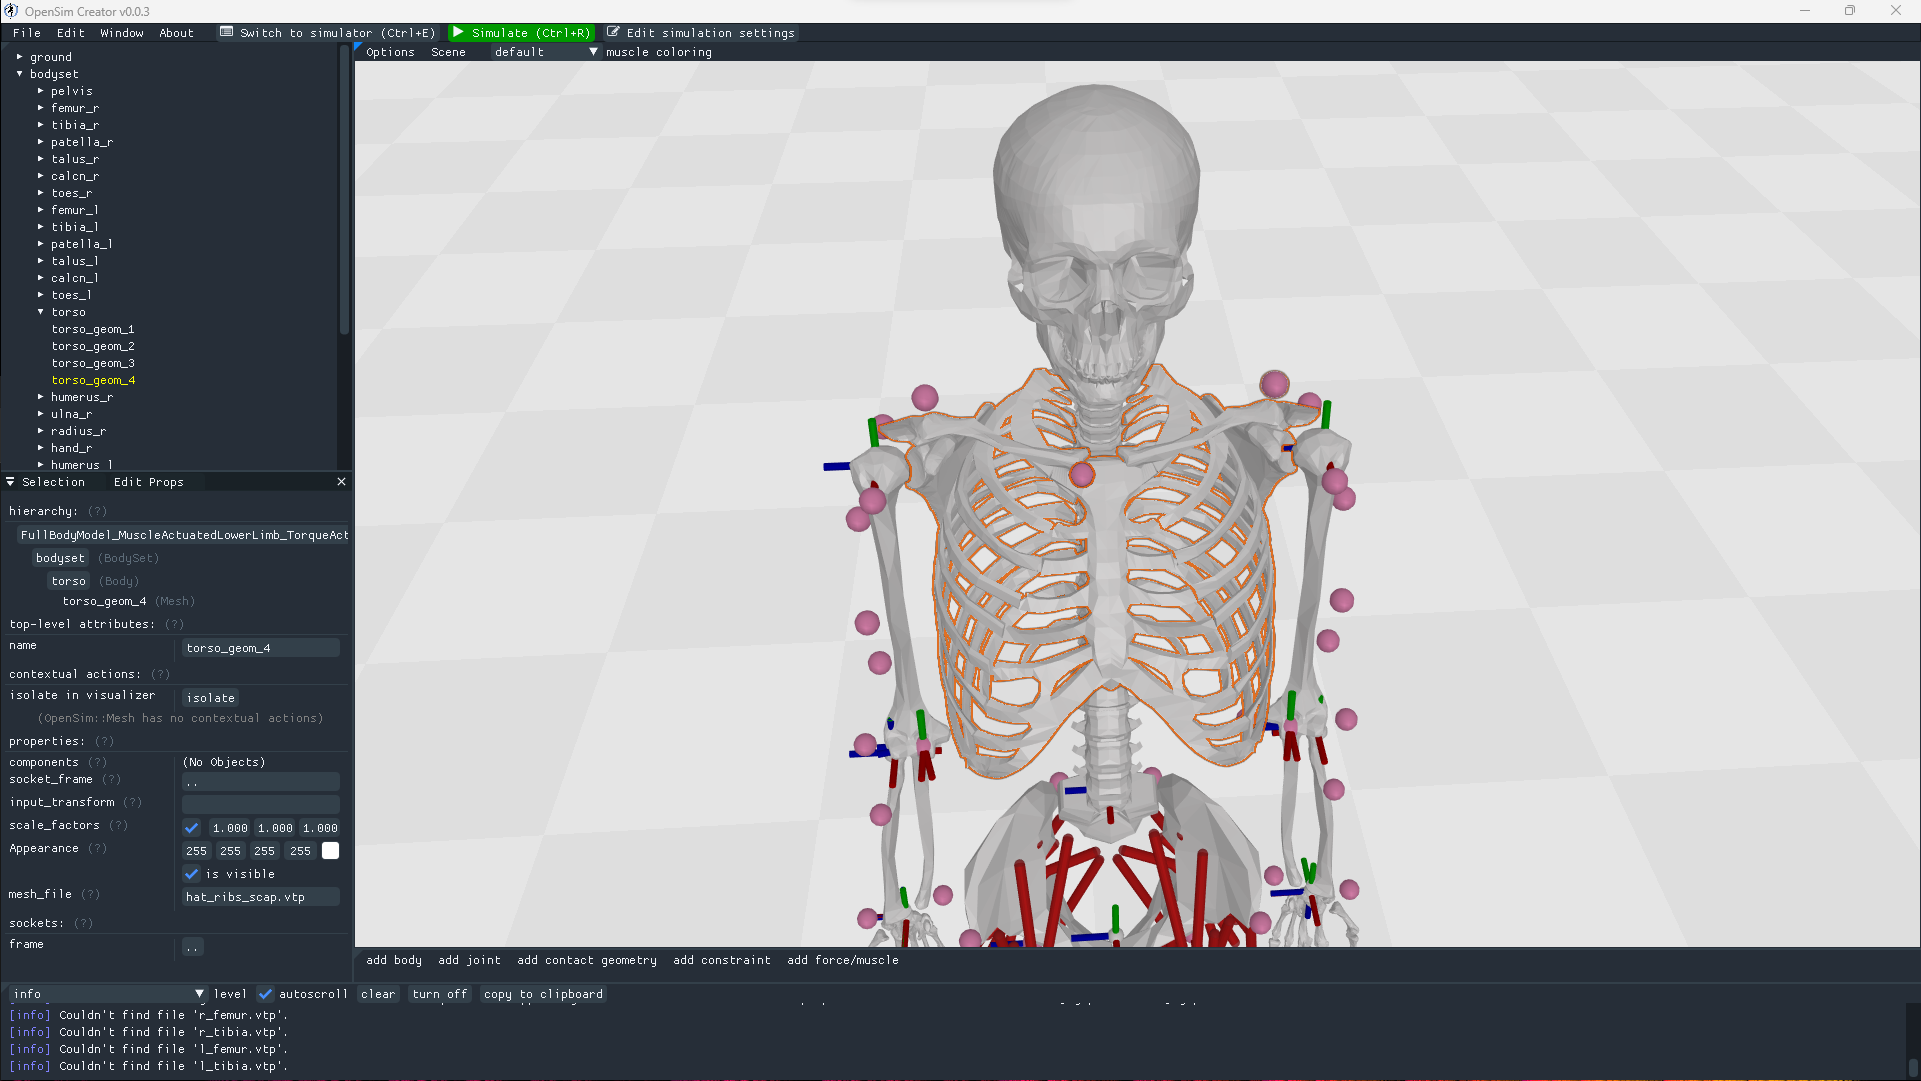 OpenSim Creator v0.0.3
File Edit Window About Switch to simulator (Ctrl+E) Simulate (Ctrl+R) Edit simulation settings
Options Scene default muscle coloring
ground
bodyset
pelvis
femur_r
tibia_r
patella_r
talus_r
calcn_r
toes_r
femur_l
tibia_l
patella_l
talus_l
calcn_l
toes_l
torso
torso_geom_1
torso_geom_2
torso_geom_3
torso_geom_4
humerus_r
ulna_r
radius_r
hand_r
humerus_l
Selection Edit Props
hierarchy: (?)
FullBodyModel_MuscleActuatedLowerLimb_TorqueAct
bodyset (BodySet)
torso (Body)
torso_geom_4 (Mesh)
top-level attributes: (?)
name torso_geom_4
contextual actions: (?)
isolate in visualizer isolate
(OpenSim::Mesh has no contextual actions)
properties: (?)
components (?) (No Objects)
socket_frame (?) ..
input_transform (?)
scale_factors (?) 1.000 1.000 1.000
Appearance (?) 255 255 255 255
is visible
mesh_file (?) hat_ribs_scap.vtp
sockets: (?)
frame ..
add body add joint add contact geometry add constraint add force/muscle
info level autoscroll clear turn off copy to clipboard
[info] Couldn't find file 'r_femur.vtp'.
[info] Couldn't find file 'r_tibia.vtp'.
[info] Couldn't find file 'l_femur.vtp'.
[info] Couldn't find file 'l_tibia.vtp'.